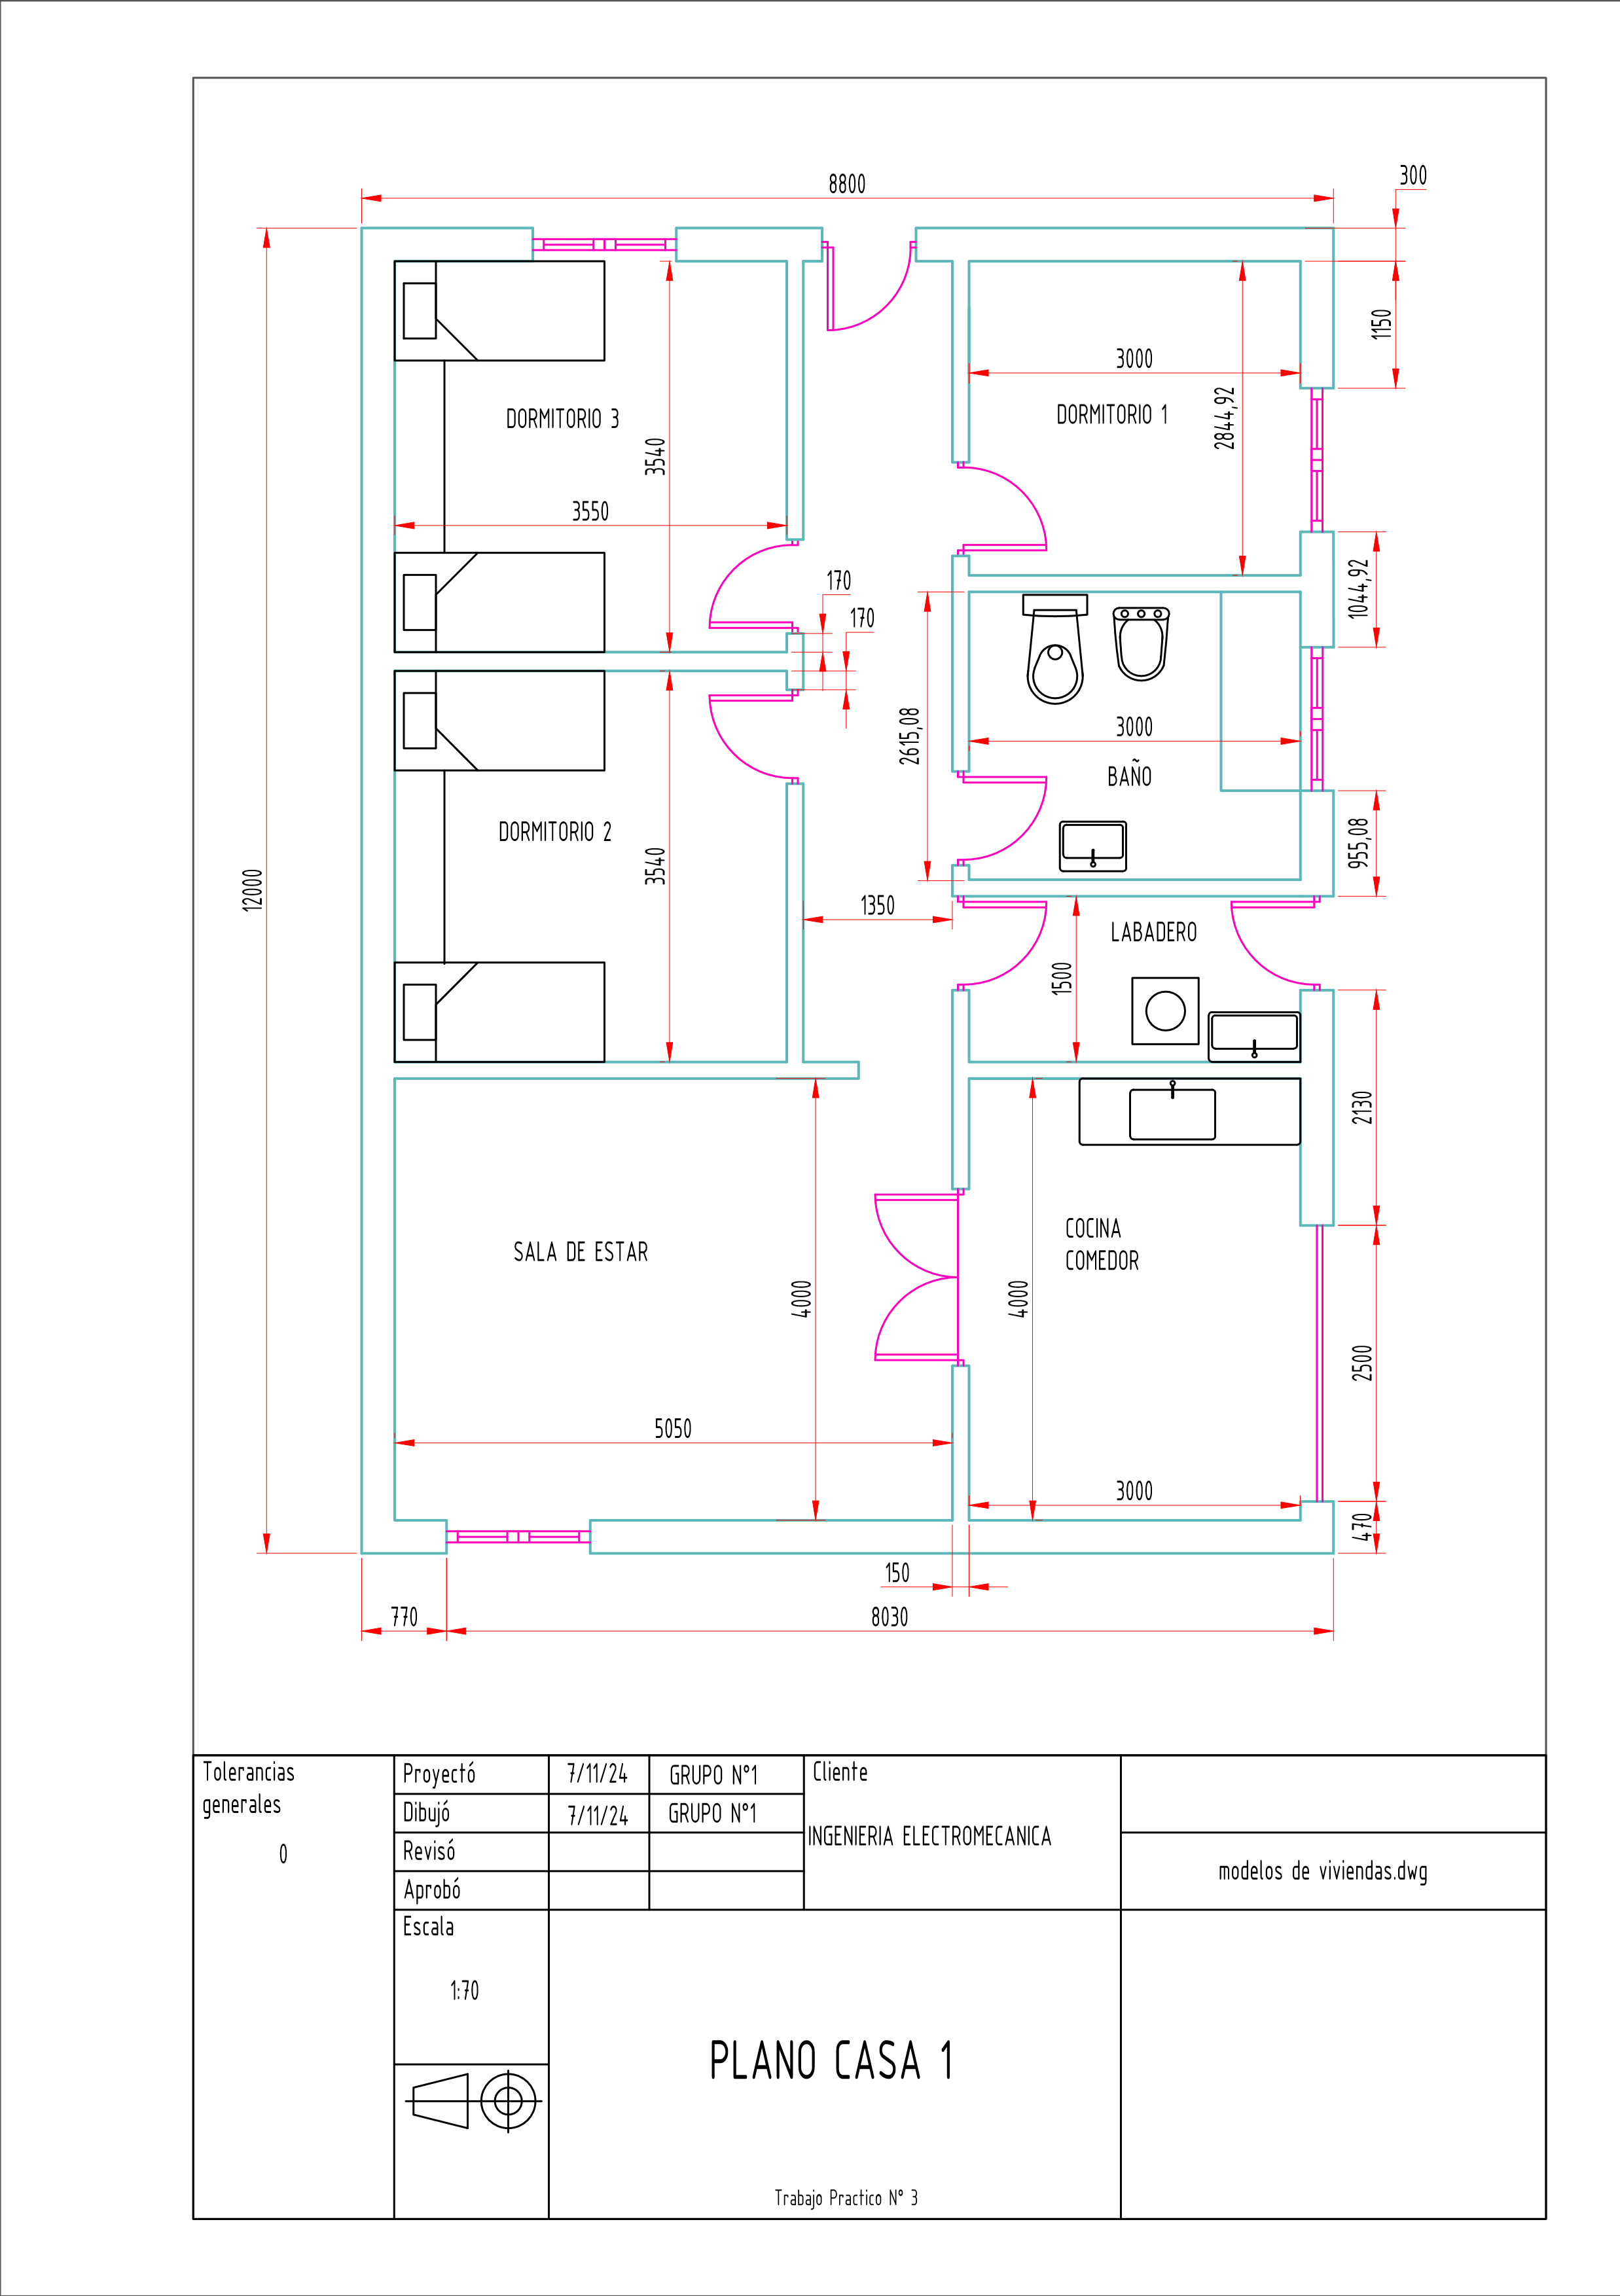 8800
300
1150
3000
DORMITORIO 3
DORMITORIO 1
2844,92
3540
3550
170
1044,92
170
2615,08
3000
BAÑO
DORMITORIO 2
3540
955,08
12000
1350
LABADERO
1500
2130
COCINA
COMEDOR
SALA DE ESTAR
4000
4000
2500
5050
3000
470
150
770
8030
Tolerancias
generales
0
Proyectó 7/11/24 GRUPO N°1
Dibujó 7/11/24 GRUPO N°1
Revisó
Aprobó
Cliente
INGENIERIA ELECTROMECANICA
modelos de viviendas.dwg
Escala
1:70
PLANO CASA 1
Trabajo Practico N° 3